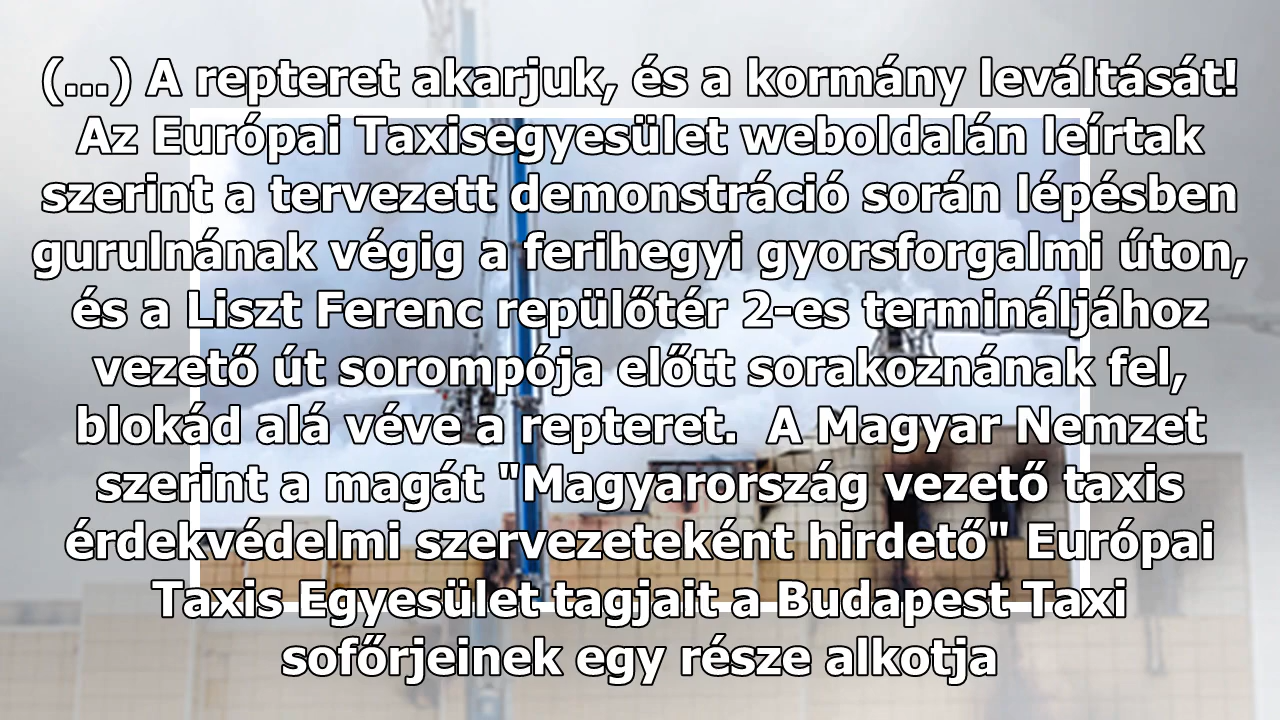 (...) A repteret akarjuk, és a kormány leváltását!
Az Európai Taxisegyesület weboldalán leírtak
szerint a tervezett demonstráció során lépésben
gurulnának végig a ferihegyi gyorsforgalmi úton,
és a Liszt Ferenc repülőtér 2-es termináljához
vezető út sorompója előtt sorakoznának fel,
blokád alá véve a repteret.  A Magyar Nemzet
szerint a magát "Magyarország vezető taxis
érdekvédelmi szervezeteként hirdető" Európai
Taxis Egyesület tagjait a Budapest Taxi
sofőrjeinek egy része alkotja